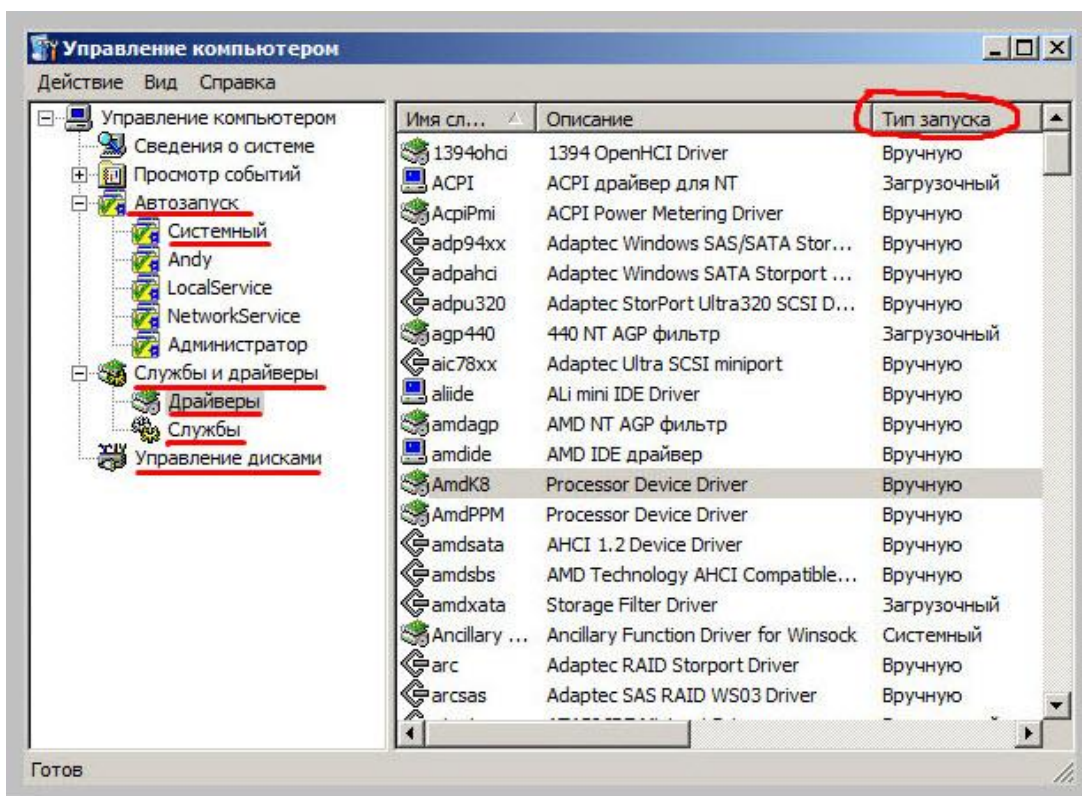 Управление компьютером
Действие Вид Справка
Управление компьютером
Сведения о системе
Просмотр событий
Автозапуск
Системный
Andy
LocalService
NetworkService
Администратор
Службы и драйверы
Драйверы
Службы
Управление дисками
Имя сл... Описание Тип запуска
1394ohci 1394 OpenHCI Driver Вручную
ACPI ACPI драйвер для NT Загрузочный
AcpiPmi ACPI Power Metering Driver Вручную
adp94xx Adaptec Windows SAS/SATA Stor... Вручную
adpahci Adaptec Windows SATA Storport ... Вручную
adpu320 Adaptec StorPort Ultra320 SCSI D... Вручную
agp440 440 NT AGP фильтр Загрузочный
aic78xx Adaptec Ultra SCSI miniport Вручную
aliide ALi mini IDE Driver Вручную
amdagp AMD NT AGP фильтр Вручную
amdide AMD IDE драйвер Вручную
AmdK8 Processor Device Driver Вручную
AmdPPM Processor Device Driver Вручную
amdsata AHCI 1.2 Device Driver Вручную
amdsbs AMD Technology AHCI Compatible... Вручную
amdxata Storage Filter Driver Загрузочный
Ancillary ... Ancillary Function Driver for Winsock Системный
arc Adaptec RAID Storport Driver Вручную
arcsas Adaptec SAS RAID WS03 Driver Вручную
Готов